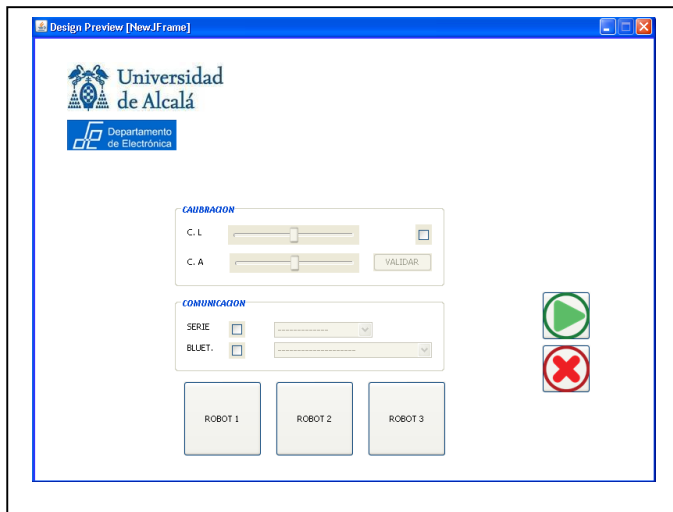 Design Preview [NewJFrame]
Universidad
de Alcalá
Departamento
de Electrónica
CALIBRACION
C. L
C. A
VALIDAR
COMUNICACION
SERIE
-------------
BLUET.
--------------------
ROBOT 1
ROBOT 2
ROBOT 3